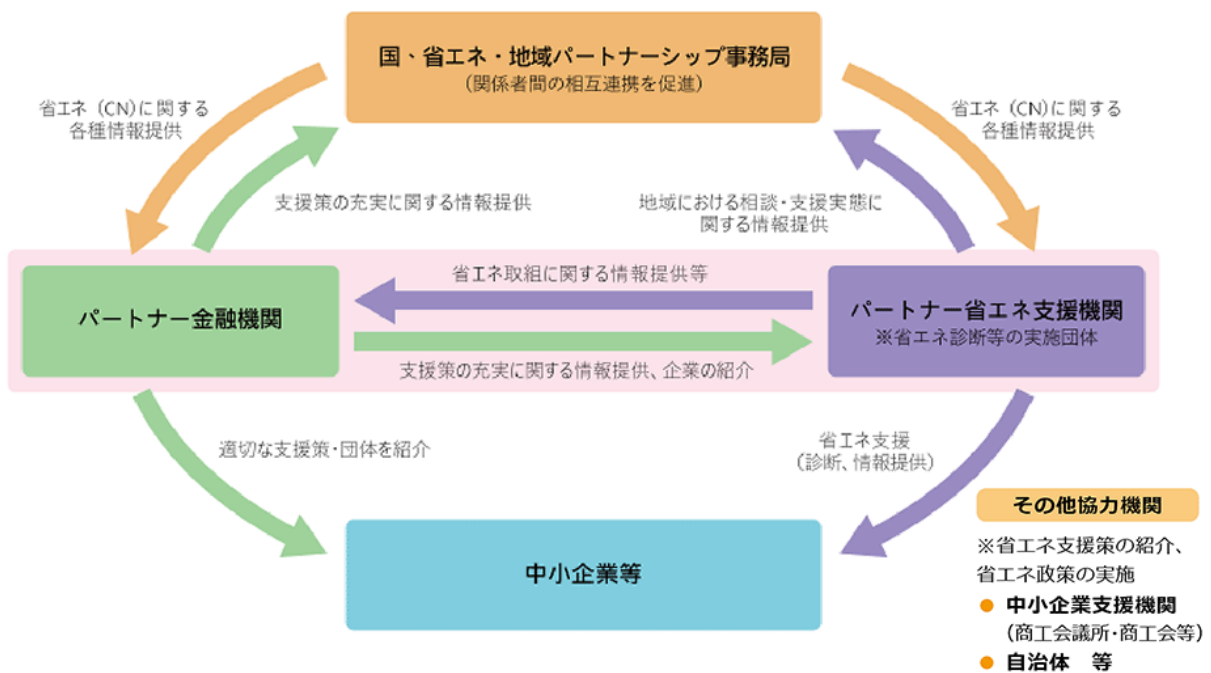 国、省エネ・地域パートナーシップ事務局
(関係者間の相互連携を促進)
省エネ（CN）に関する
各種情報提供
省エネ（CN）に関する
各種情報提供
支援策の充実に関する情報提供
地域における相談・支援実態に
関する情報提供
省エネ取組に関する情報提供等
パートナー金融機関
パートナー省エネ支援機関
※省エネ診断等の実施団体
支援策の充実に関する情報提供、企業の紹介
適切な支援策・団体を紹介
省エネ支援
(診断、情報提供)
中小企業等
その他協力機関
※省エネ支援策の紹介、
省エネ政策の実施
● 中小企業支援機関
(商工会議所・商工会等)
● 自治体　等